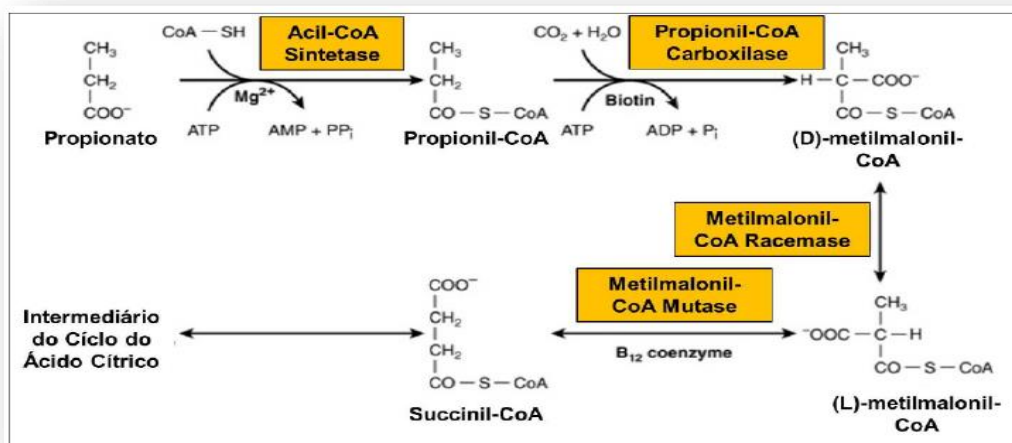 CH₃
CH₂
COO⁻
Propionato
CoA — SH
Acil-CoA
Sintetase
Mg²⁺
ATP
AMP + PPᵢ
CH₃
CH₂
CO — S — CoA
Propionil-CoA
CO₂ + H₂O
Propionil-CoA
Carboxilase
Biotin
ATP
ADP + Pᵢ
CH₃
H — C — COO⁻
CO — S — CoA
(D)-metilmalonil-
CoA
Metilmalonil-
CoA Racemase
Intermediário
do Cíclo do
Ácido Cítrico
COO⁻
CH₂
CH₂
CO — S — CoA
Succinil-CoA
Metilmalonil-
CoA Mutase
B₁₂ coenzyme
CH₃
⁻OOC — C — H
CO — S — CoA
(L)-metilmalonil-
CoA